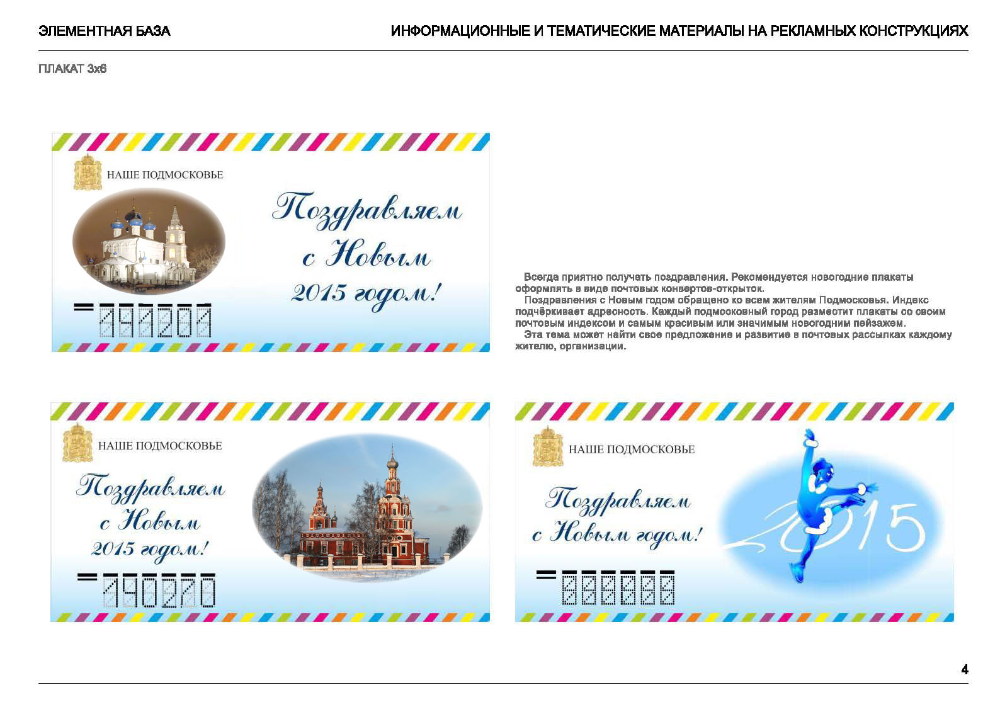 ЭЛЕМЕНТНАЯ БАЗА
ИНФОРМАЦИОННЫЕ И ТЕМАТИЧЕСКИЕ МАТЕРИАЛЫ НА РЕКЛАМНЫХ КОНСТРУКЦИЯХ
ПЛАКАТ 3х6
НАШЕ ПОДМОСКОВЬЕ
Поздравляем
с Новым
2015 годом!
141201
Всегда приятно получать поздравления. Рекомендуется новогодние плакаты
оформлять в виде почтовых конвертов-открыток.
Поздравления с Новым годом обращено ко всем жителям Подмосковья. Индекс
подчёркивает адресность. Каждый подмосковный город разместит плакаты со своим
почтовым индексом и самым красивым или значимым новогодним пейзажем.
Эта тема может найти свое предложение и развитие в почтовых рассылках каждому
жителю, организации.
НАШЕ ПОДМОСКОВЬЕ
Поздравляем
с Новым
2015 годом!
140270
НАШЕ ПОДМОСКОВЬЕ
Поздравляем
с Новым годом!
2015
4